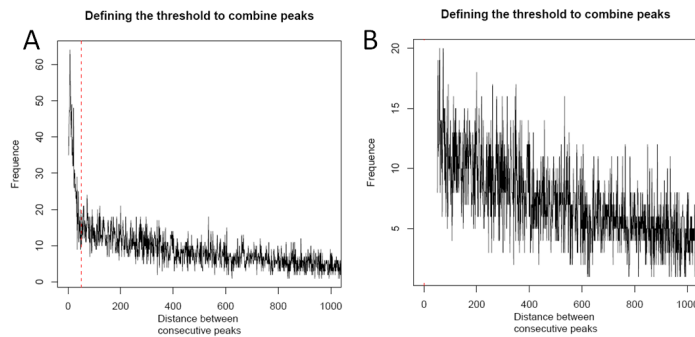 Defining the threshold to combine peaks
A
Frequence
60
50
40
30
20
10
0
0
200
400
600
800
1000
Distance between
consecutive peaks
Defining the threshold to combine peaks
B
Frequence
20
15
10
5
0
200
400
600
800
1000
Distance between
consecutive peaks